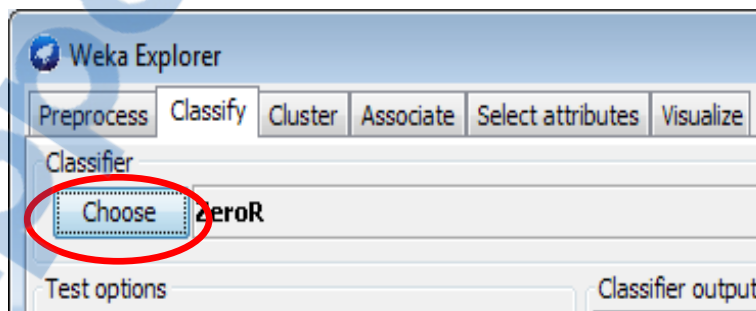 Weka Explorer
Preprocess Classify Cluster Associate Select attributes Visualize
Classifier
Choose ZeroR
Test options Classifier output